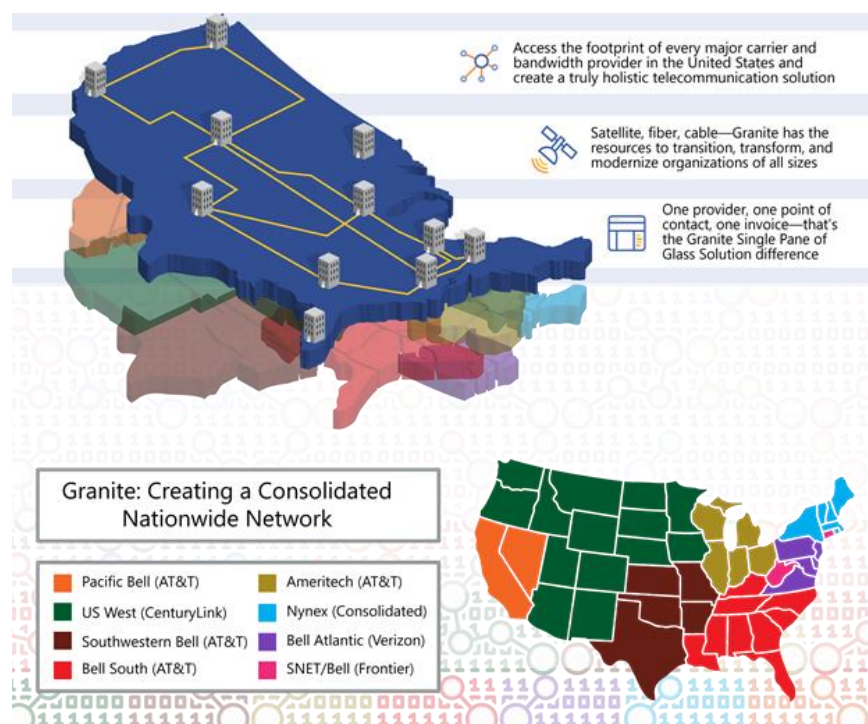 Access the footprint of every major carrier and
bandwidth provider in the United States and
create a truly holistic telecommunication solution
Satellite, fiber, cable—Granite has the
resources to transition, transform, and
modernize organizations of all sizes
One provider, one point of
contact, one invoice—that's
the Granite Single Pane of
Glass Solution difference
Granite: Creating a Consolidated
Nationwide Network
Pacific Bell (AT&T)
US West (CenturyLink)
Southwestern Bell (AT&T)
Bell South (AT&T)
Ameritech (AT&T)
Nynex (Consolidated)
Bell Atlantic (Verizon)
SNET/Bell (Frontier)